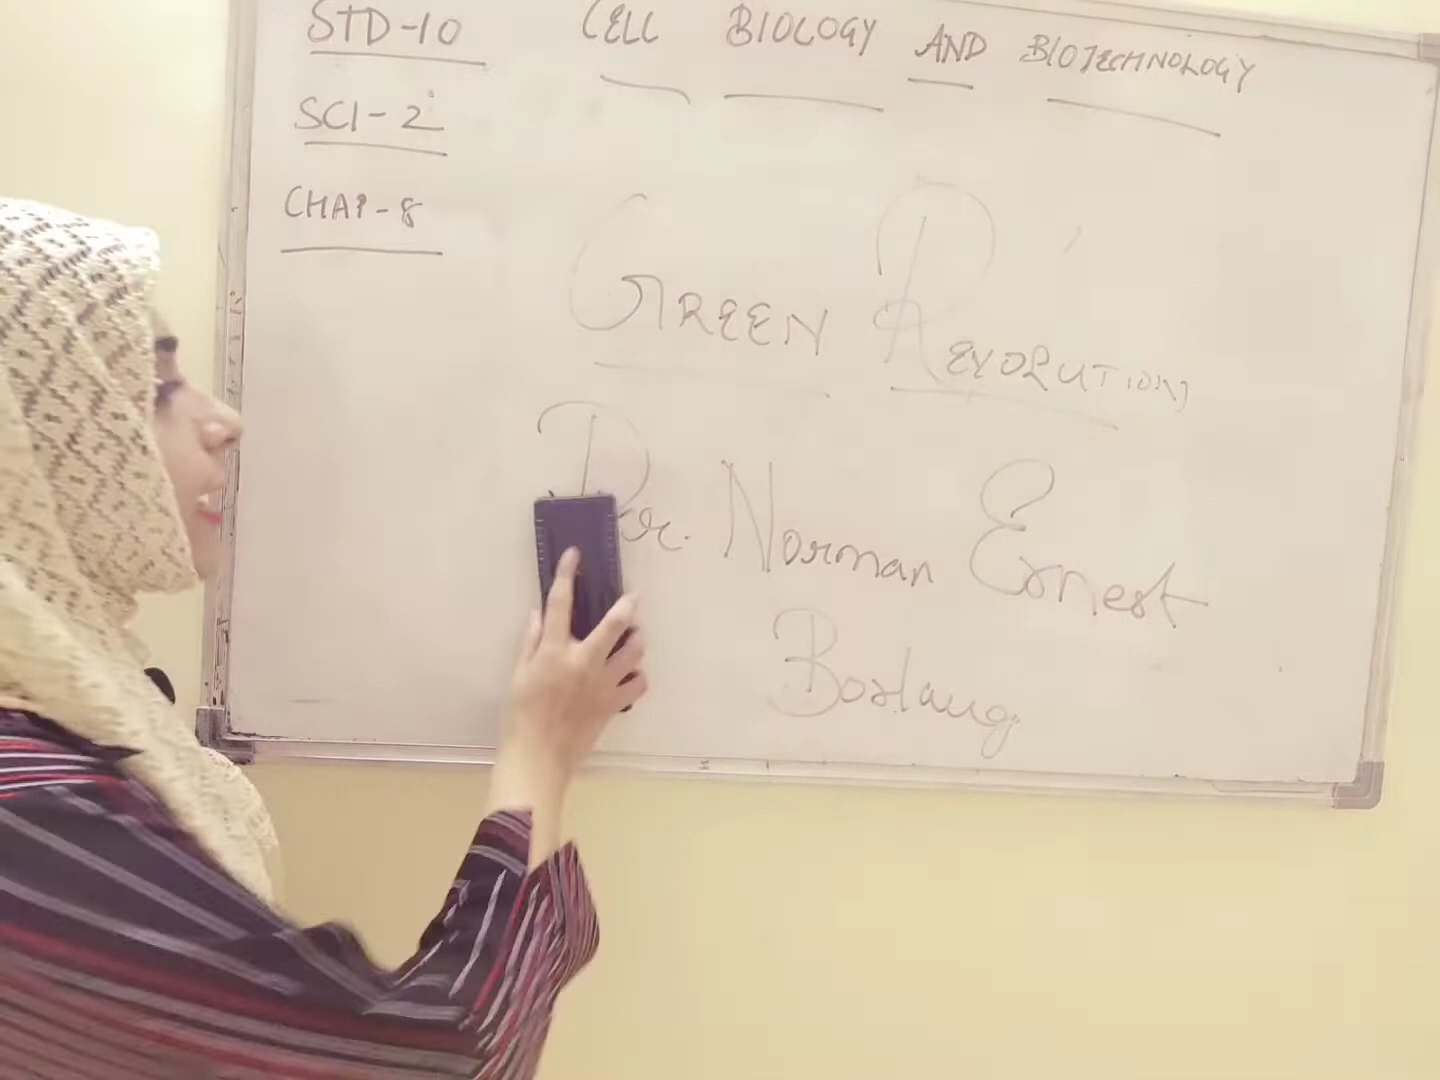 STD-10 CELL BIOLOGY AND BIOTECHNOLOGY
SCI-2
CHAP-8
GREEN REVOLUTION
Dr. Norman Ernest
Borlaug